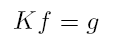 Kf = g